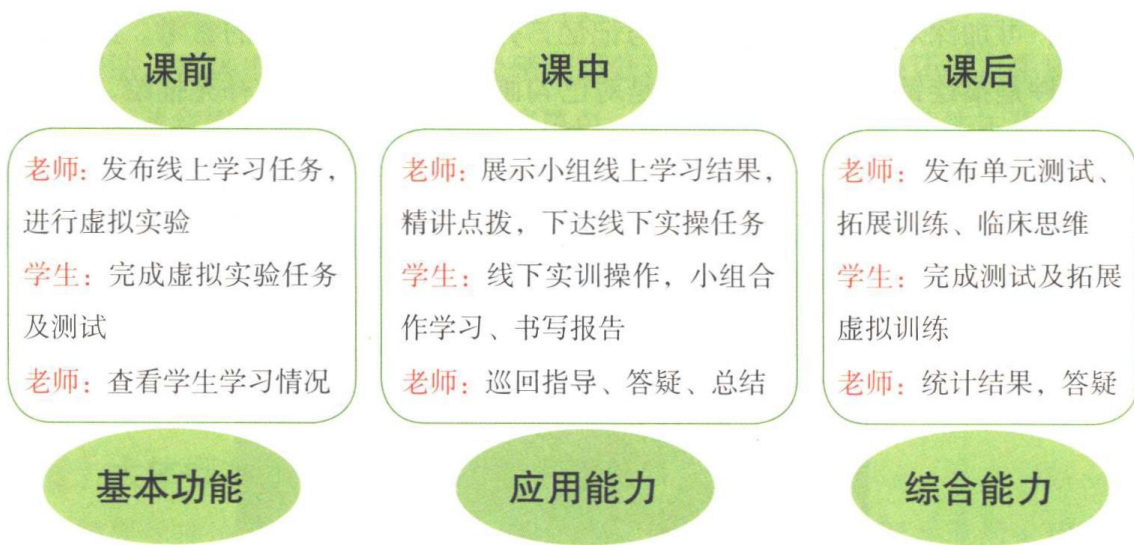 课前
老师：发布线上学习任务，
进行虚拟实验
学生：完成虚拟实验任务
及测试
老师：查看学生学习情况
基本功能
课中
老师：展示小组线上学习结果，
精讲点拨，下达线下实操任务
学生：线下实训操作，小组合
作学习、书写报告
老师：巡回指导、答疑、总结
应用能力
课后
老师：发布单元测试、
拓展训练、临床思维
学生：完成测试及拓展
虚拟训练
老师：统计结果，答疑
综合能力